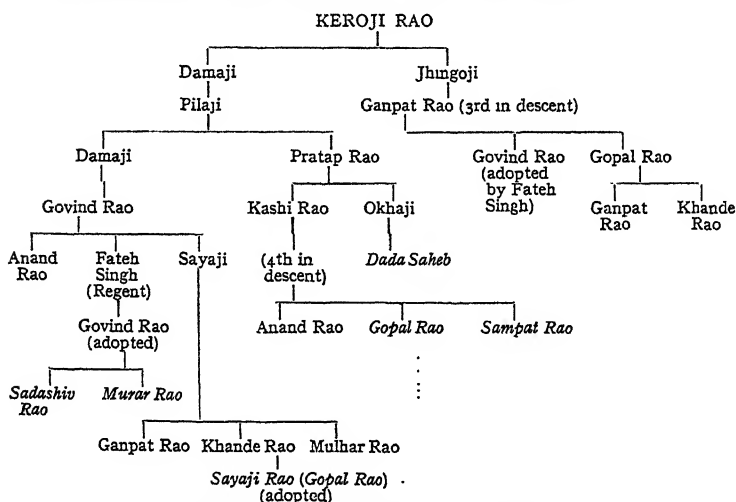 KEROJI RAO
Damaji Jhingoji
Pilaji Ganpat Rao (3rd in descent)
Damaji Pratap Rao Govind Rao Gopal Rao
(adopted
by Fateh
Singh)
Govind Rao Kashi Rao Okhaji Ganpat Khande
Rao Rao
Anand Fateh Sayaji (4th in Dada Saheb
Rao Singh descent)
(Regent)
Govind Rao Anand Rao Gopal Rao Sampat Rao
(adopted)
Sadashiv Murar Rao
Rao
Ganpat Rao Khande Rao Mulhar Rao
Sayaji Rao (Gopal Rao)
(adopted)